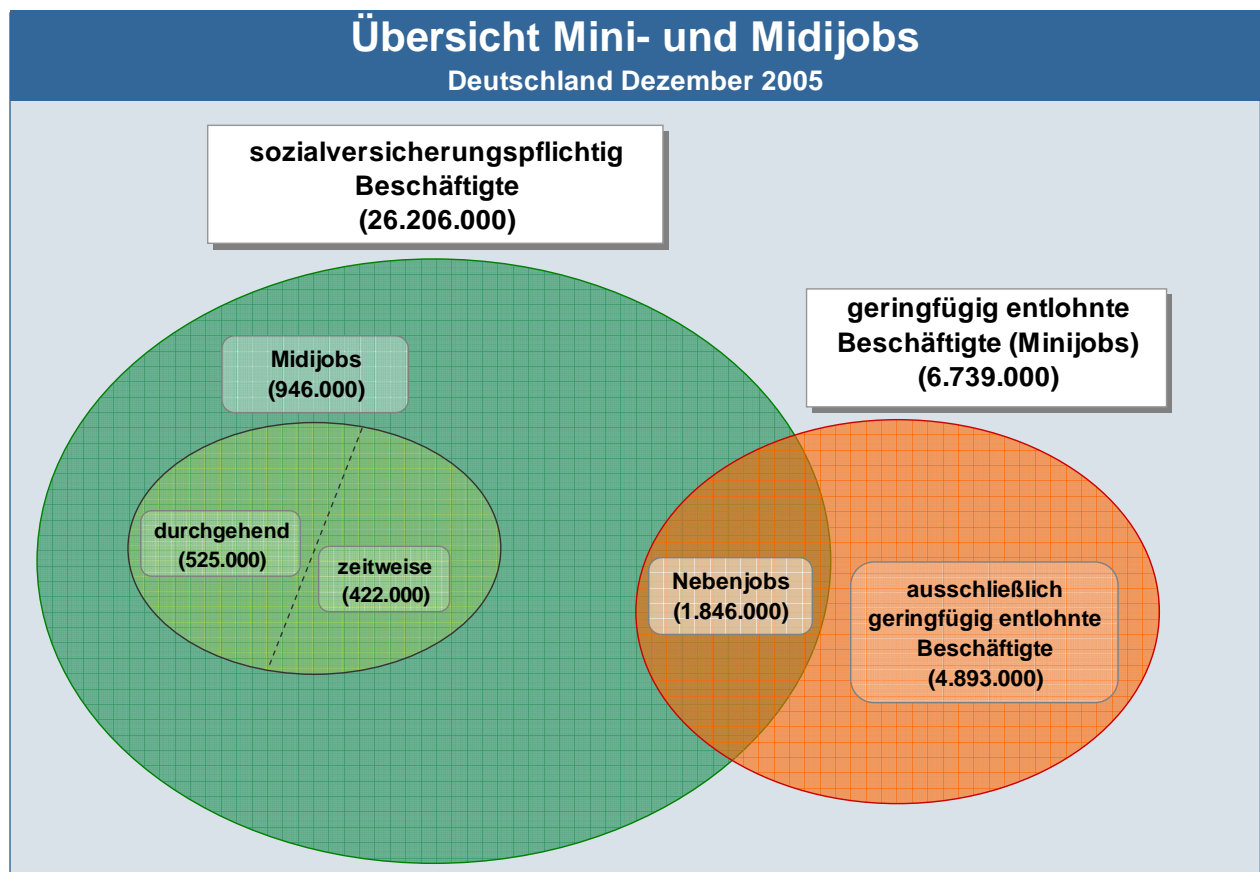 Übersicht Mini- und Midijobs
Deutschland Dezember 2005
sozialversicherungspflichtig
Beschäftigte
(26.206.000)
geringfügig entlohnte
Beschäftigte (Minijobs)
(6.739.000)
Midijobs
(946.000)
durchgehend
(525.000)
zeitweise
(422.000)
Nebenjobs
(1.846.000)
ausschließlich
geringfügig entlohnte
Beschäftigte
(4.893.000)